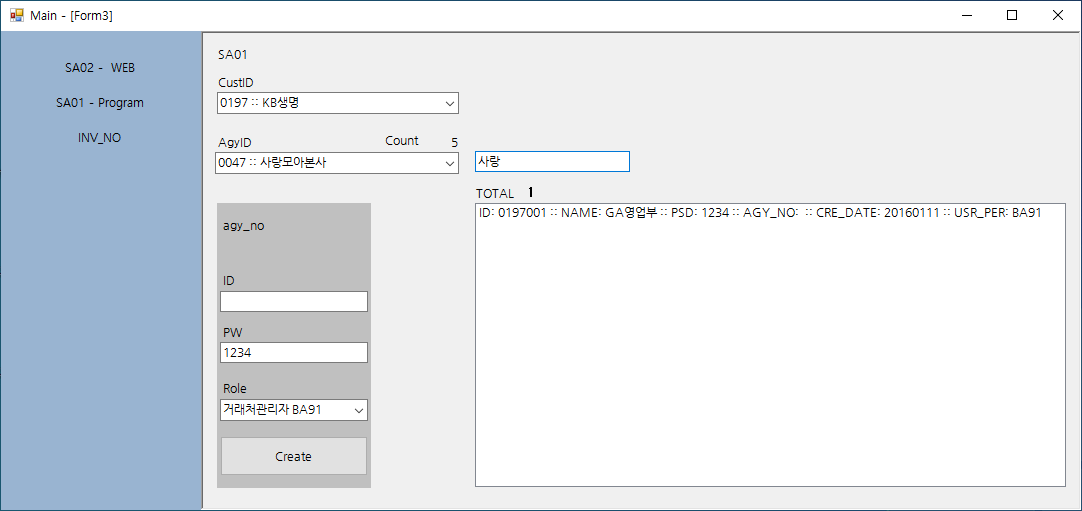 Main - [Form3]
SA02 - WEB
SA01 - Program
INV_NO
SA01
CustID
0197 :: KB생명
AgyID
Count 5
0047 :: 사랑모아본사
사랑
TOTAL 1
ID: 0197001 :: NAME: GA영업부 :: PSD: 1234 :: AGY_NO: :: CRE_DATE: 20160111 :: USR_PER: BA91
agy_no
ID
PW
1234
Role
거래처관리자 BA91
Create